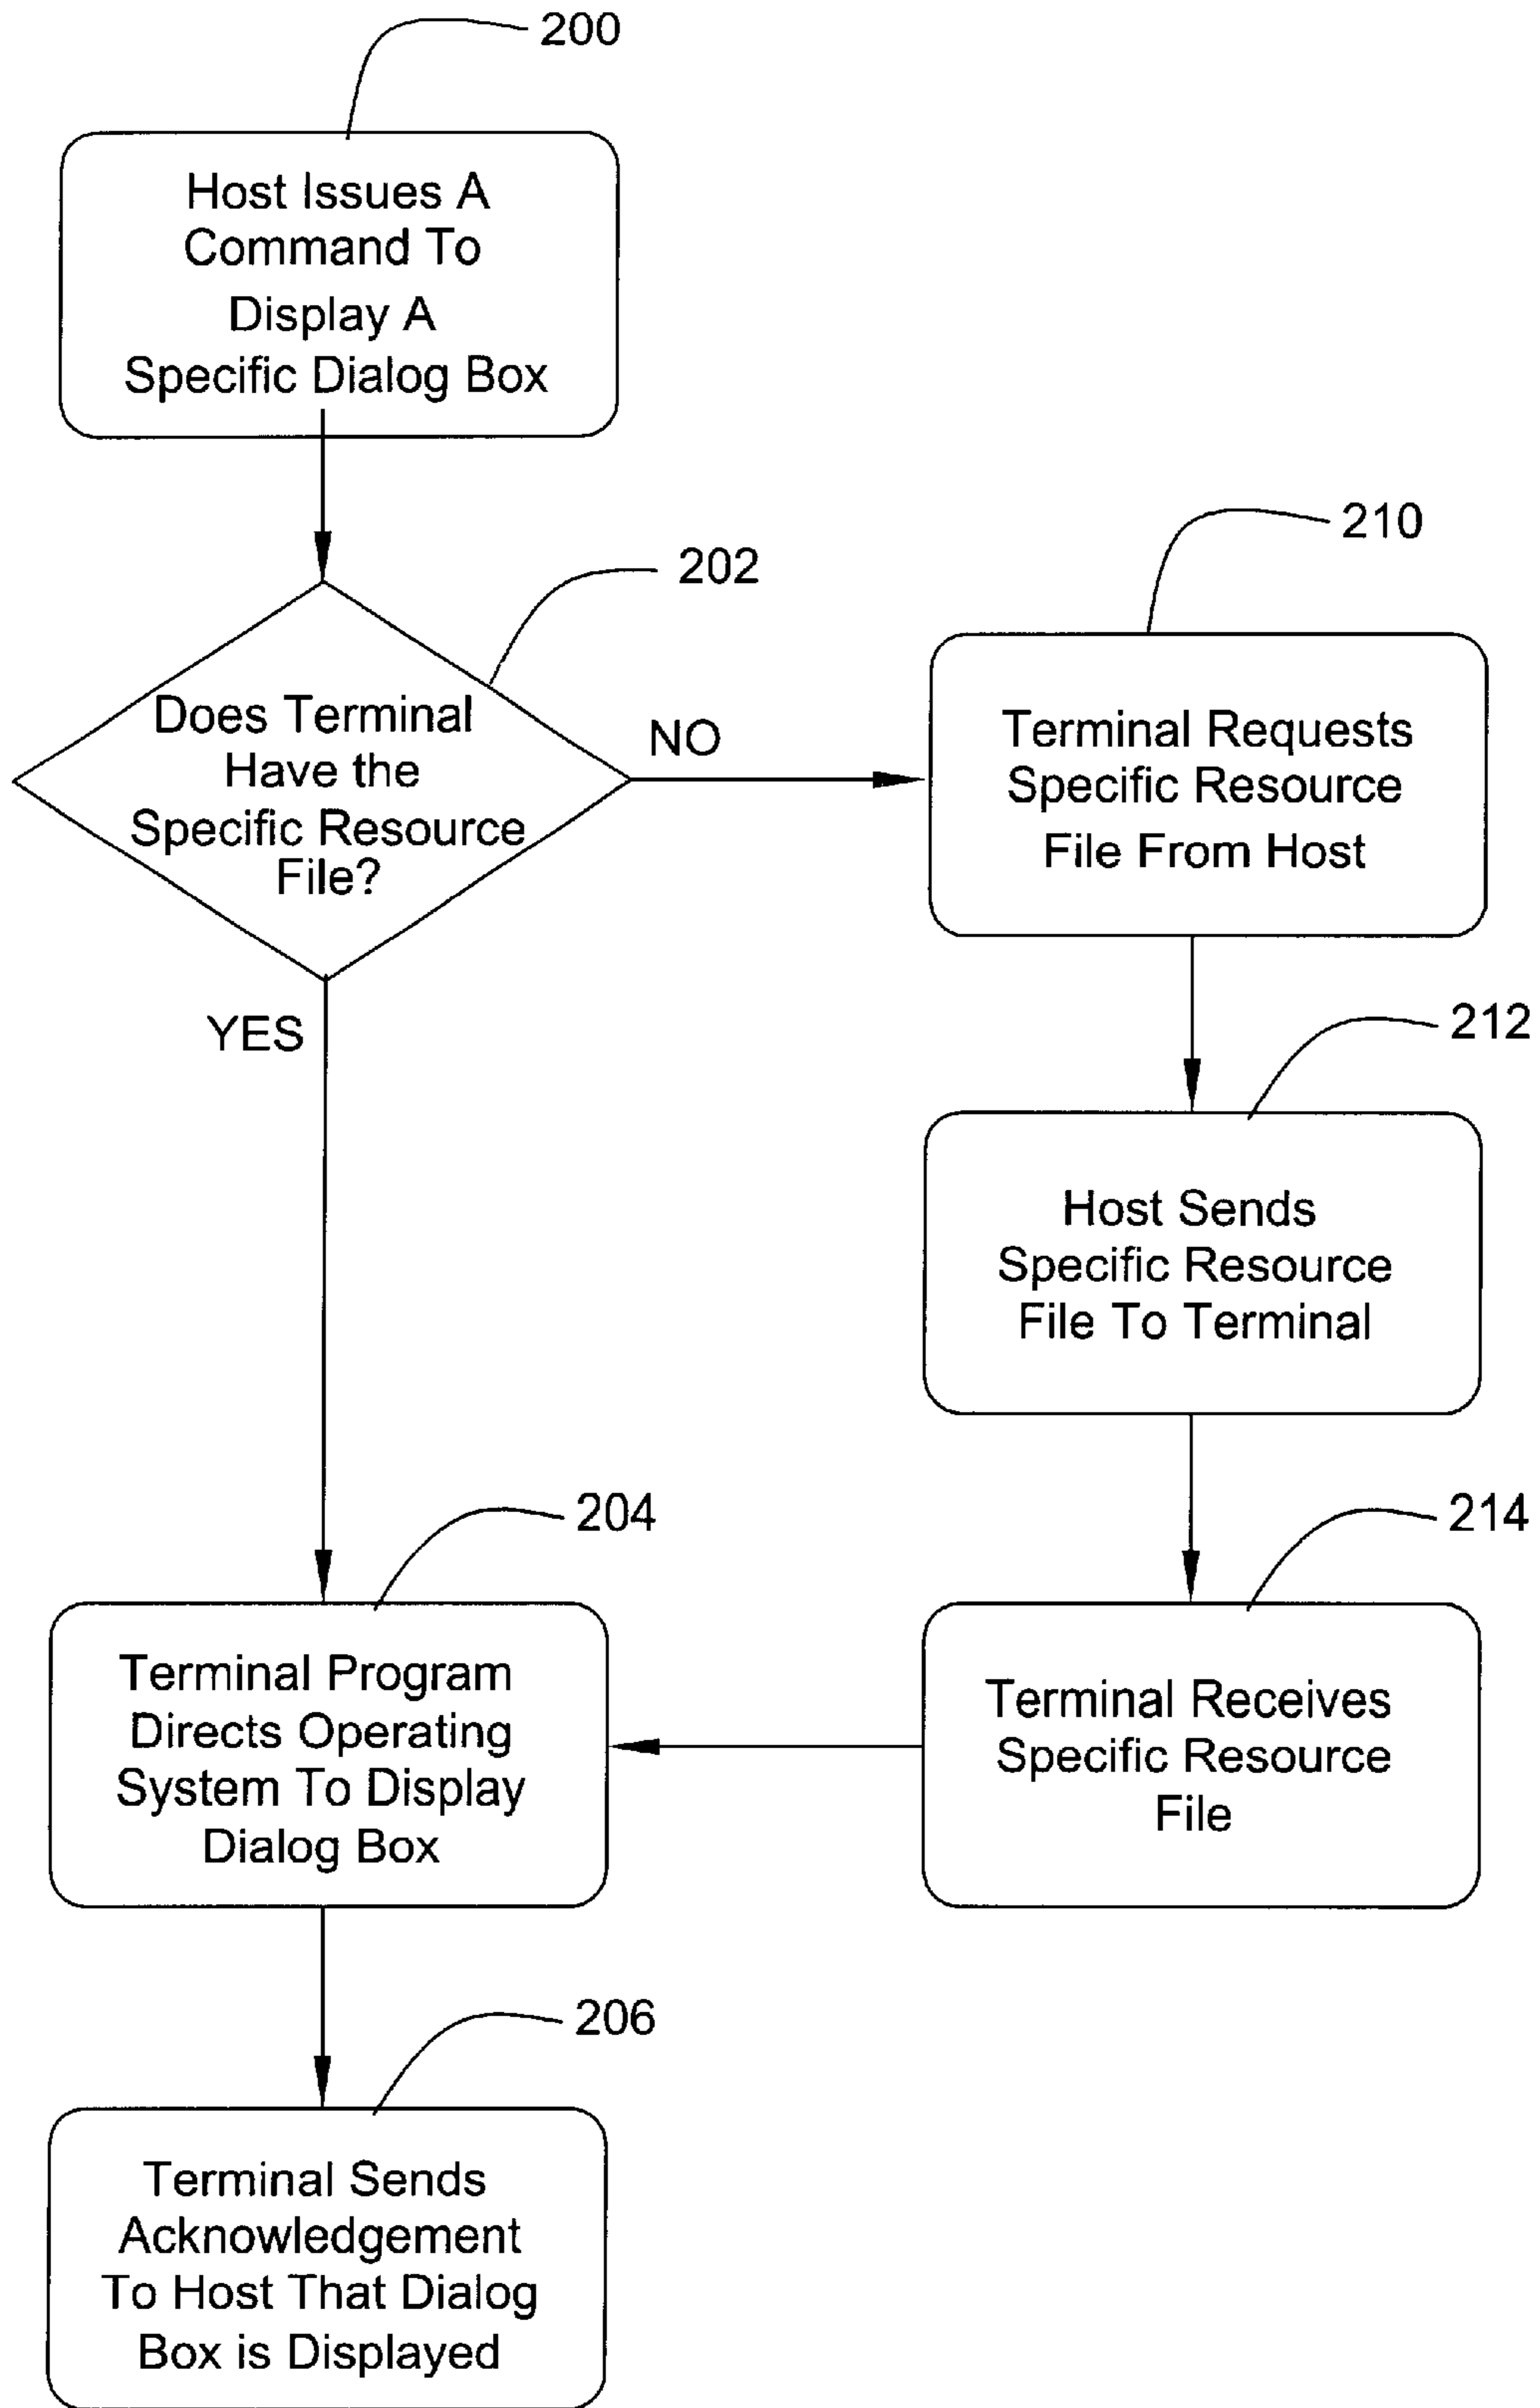 200
Host Issues A
Command To
Display A
Specific Dialog Box
202
Does Terminal
Have the
Specific Resource
File?
NO
YES
210
Terminal Requests
Specific Resource
File From Host
212
Host Sends
Specific Resource
File To Terminal
214
Terminal Receives
Specific Resource
File
204
Terminal Program
Directs Operating
System To Display
Dialog Box
206
Terminal Sends
Acknowledgement
To Host That Dialog
Box is Displayed